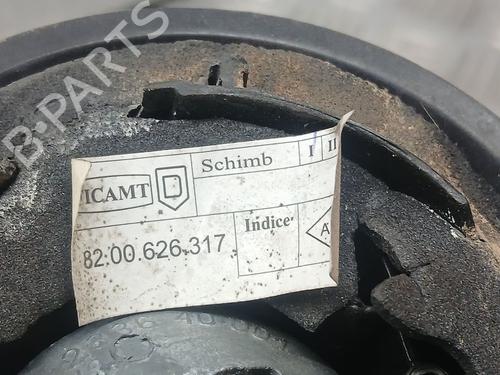 B-PARTS
Schimb I II
ICAMT D
82.00.626.317
Indice A